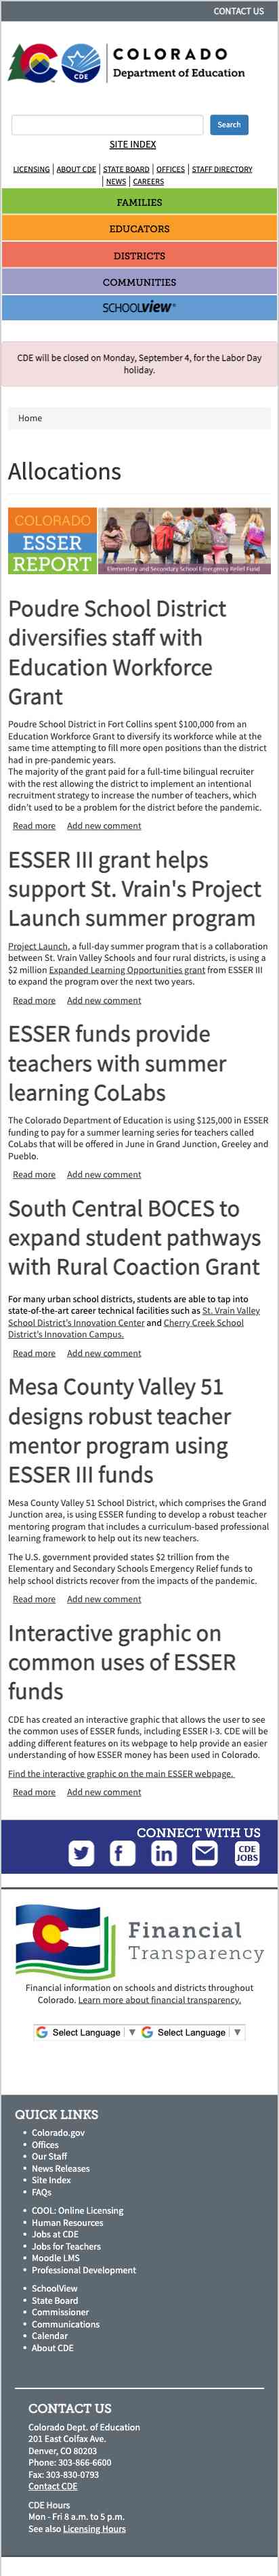 CONTACT US
COLORADO
Department of Education
CDE
Search
SITE INDEX
LICENSING | ABOUT CDE | STATE BOARD | OFFICES | STAFF DIRECTORY
| NEWS | CAREERS
FAMILIES
EDUCATORS
DISTRICTS
COMMUNITIES
SCHOOLVIEW®
CDE will be closed on Monday, September 4, for the Labor Day
holiday.
Home
Allocations
COLORADO
ESSER
REPORT
Elementary and Secondary School Emergency Relief Fund
Poudre School District
diversifies staff with
Education Workforce
Grant
Poudre School District in Fort Collins spent $100,000 from an
Education Workforce Grant to diversify its workforce while at the
same time attempting to fill more open positions than the district
had in pre-pandemic years.
The majority of the grant paid for a full-time bilingual recruiter
with the rest allowing the district to implement an intentional
recruitment strategy to increase the number of teachers, which
didn't used to be a problem for the district before the pandemic.
Read more Add new comment
ESSER III grant helps
support St. Vrain's Project
Launch summer program
Project Launch, a full-day summer program that is a collaboration
between St. Vrain Valley Schools and four rural districts, is using a
$2 million Expanded Learning Opportunities grant from ESSER III
to expand the program over the next two years.
Read more Add new comment
ESSER funds provide
teachers with summer
learning CoLabs
The Colorado Department of Education is using $125,000 in ESSER
funding to pay for a summer learning series for teachers called
CoLabs that will be offered in June in Grand Junction, Greeley and
Pueblo.
Read more Add new comment
South Central BOCES to
expand student pathways
with Rural Coaction Grant
For many urban school districts, students are able to tap into
state-of-the-art career technical facilities such as St. Vrain Valley
School District's Innovation Center and Cherry Creek School
District's Innovation Campus.
Read more Add new comment
Mesa County Valley 51
designs robust teacher
mentor program using
ESSER III funds
Mesa County Valley 51 School District, which comprises the Grand
Junction area, is using ESSER funding to develop a robust teacher
mentoring program that includes a curriculum-based professional
learning framework to help out its new teachers.
The U.S. government provided states $2 trillion from the
Elementary and Secondary Schools Emergency Relief funds to
help school districts recover from the impacts of the pandemic.
Read more Add new comment
Interactive graphic on
common uses of ESSER
funds
CDE has created an interactive graphic that allows the user to see
the common uses of ESSER funds, including ESSER I-3. CDE will be
adding different features on its webpage to help provide an easier
understanding of how ESSER money has been used in Colorado.
Find the interactive graphic on the main ESSER webpage.
Read more Add new comment
CONNECT WITH US
CDE
JOBS
Financial
Transparency
Financial information on schools and districts throughout
Colorado. Learn more about financial transparency.
Select Language ▼ Select Language ▼
QUICK LINKS
Colorado.gov
Offices
Our Staff
News Releases
Site Index
FAQs
COOL: Online Licensing
Human Resources
Jobs at CDE
Jobs for Teachers
Moodle LMS
Professional Development
SchoolView
State Board
Commissioner
Communications
Calendar
About CDE
CONTACT US
Colorado Dept. of Education
201 East Colfax Ave.
Denver, CO 80203
Phone: 303-866-6600
Fax: 303-830-0793
Contact CDE
CDE Hours
Mon - Fri 8 a.m. to 5 p.m.
See also Licensing Hours